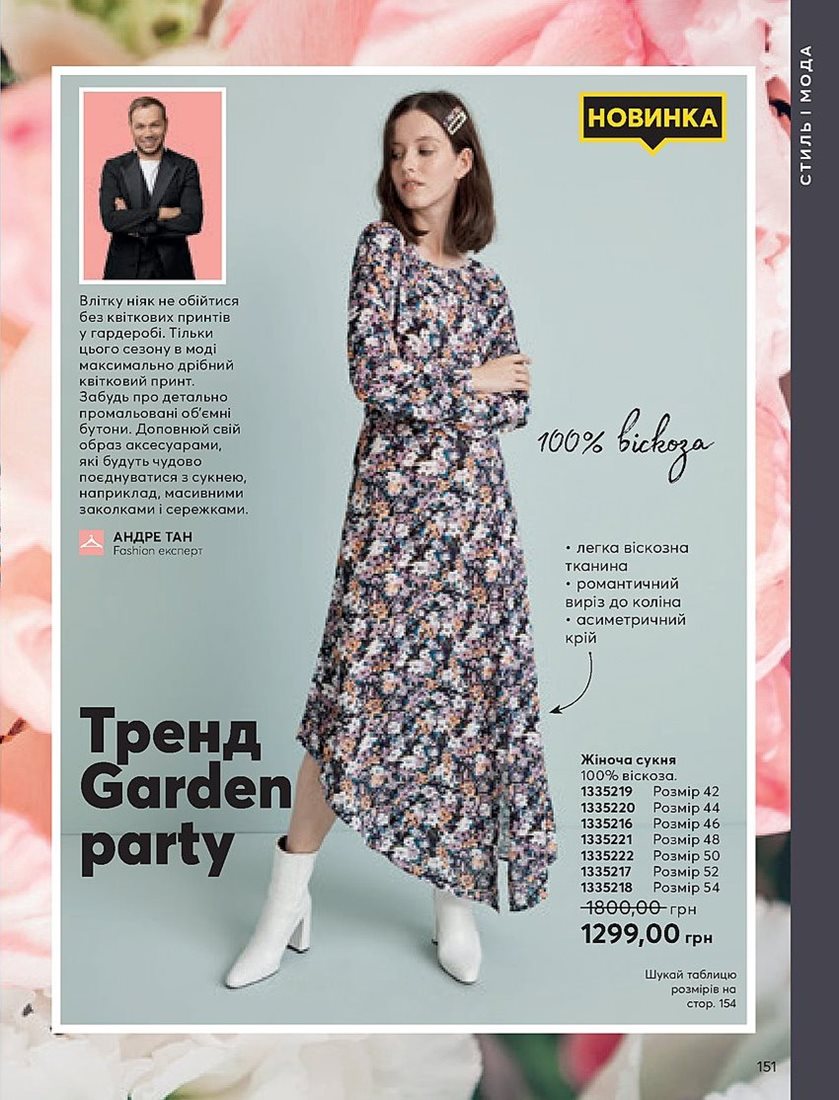 СТИЛЬ І МОДА
НОВИНКА
Влітку ніяк не обійтися
без квіткових принтів
у гардеробі. Тільки
цього сезону в моді
максимально дрібний
квітковий принт.
Забудь про детально
промальовані об'ємні
бутони. Доповнюй свій
образ аксесуарами,
які будуть чудово
поєднуватися з сукнею,
наприклад, масивними
заколками і сережками.
АНДРЕ ТАН
Fashion експерт
100% віскоза
• легка віскозна
тканина
• романтичний
виріз до коліна
• асиметричний
крій
Тренд
Garden
party
Жіноча сукня
100% віскоза.
1335219 Розмір 42
1335220 Розмір 44
1335216 Розмір 46
1335221 Розмір 48
1335222 Розмір 50
1335217 Розмір 52
1335218 Розмір 54
1800,00 грн
1299,00 грн
Шукай таблицю
розмірів на
стор. 154
151